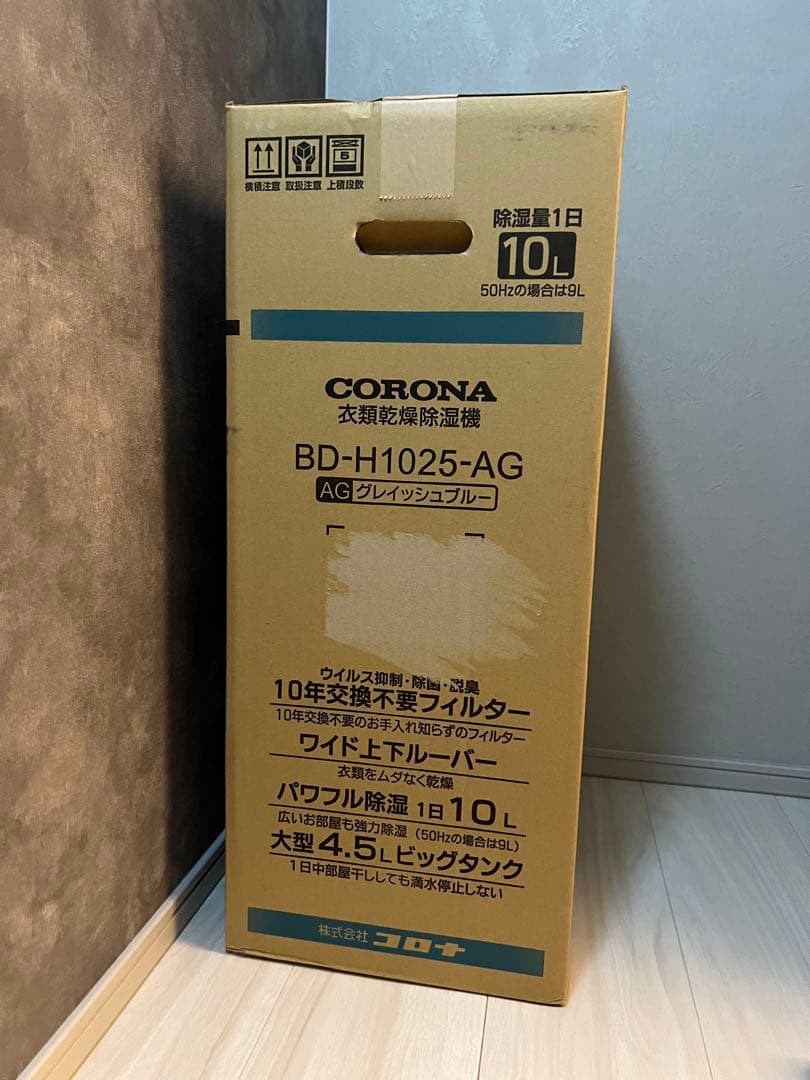 横積注意 取扱注意 上積段数
5
除湿量1日
10L
50Hzの場合は9L
CORONA
衣類乾燥除湿機
BD-H1025-AG
AG グレイッシュブルー
ウイルス抑制・除菌・脱臭
10年交換不要フィルター
10年交換不要のお手入れ知らずのフィルター
ワイド上下ルーバー
衣類をムダなく乾燥
パワフル除湿 1日10L
広いお部屋も強力除湿（50Hzの場合は9L）
大型4.5Lビッグタンク
1日中部屋干ししても満水停止しない
株式会社 コロナ